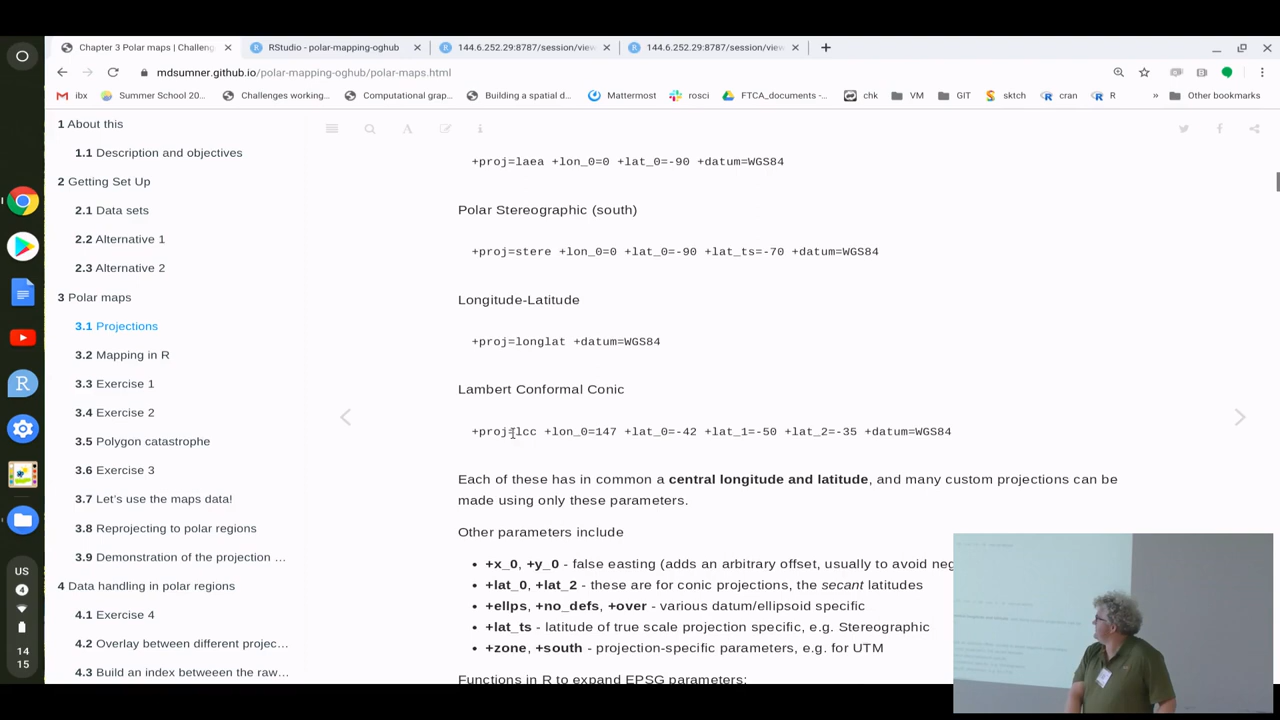 Chapter 3 Polar maps | Challeng
RStudio - polar-mapping-oghub
144.6.252.29:8787/session/view
144.6.252.29:8787/session/view
mdsumner.github.io/polar-mapping-oghub/polar-maps.html
ibx
Summer School 20...
Challenges working...
Computational grap...
Building a spatial d...
Mattermost
rosci
FTCA_documents -...
chk
VM
GIT
sktch
cran
R
»
Other bookmarks
1 About this
1.1 Description and objectives
2 Getting Set Up
2.1 Data sets
2.2 Alternative 1
2.3 Alternative 2
3 Polar maps
3.1 Projections
3.2 Mapping in R
3.3 Exercise 1
3.4 Exercise 2
3.5 Polygon catastrophe
3.6 Exercise 3
3.7 Let's use the maps data!
3.8 Reprojecting to polar regions
3.9 Demonstration of the projection ...
4 Data handling in polar regions
4.1 Exercise 4
4.2 Overlay between different projec...
4.3 Build an index betweeen the raw...
+proj=laea +lon_0=0 +lat_0=-90 +datum=WGS84
Polar Stereographic (south)
+proj=stere +lon_0=0 +lat_0=-90 +lat_ts=-70 +datum=WGS84
Longitude-Latitude
+proj=longlat +datum=WGS84
Lambert Conformal Conic
+proj=lcc +lon_0=147 +lat_0=-42 +lat_1=-50 +lat_2=-35 +datum=WGS84
Each of these has in common a central longitude and latitude, and many custom projections can be
made using only these parameters.
Other parameters include
• +x_0, +y_0 - false easting (adds an arbitrary offset, usually to avoid neg
• +lat_0, +lat_2 - these are for conic projections, the secant latitudes
• +ellps, +no_defs, +over - various datum/ellipsoid specific
• +lat_ts - latitude of true scale projection specific, e.g. Stereographic
• +zone, +south - projection-specific parameters, e.g. for UTM
Functions in R to expand EPSG parameters:
US
4
14
15